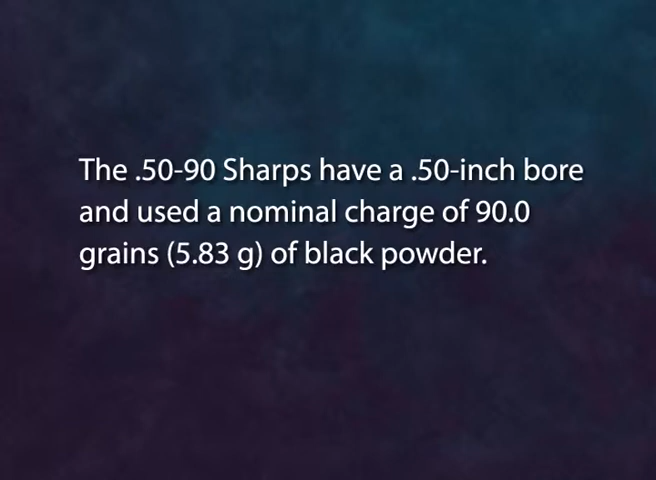 The .50-90 Sharps have a .50-inch bore
and used a nominal charge of 90.0
grains (5.83 g) of black powder.